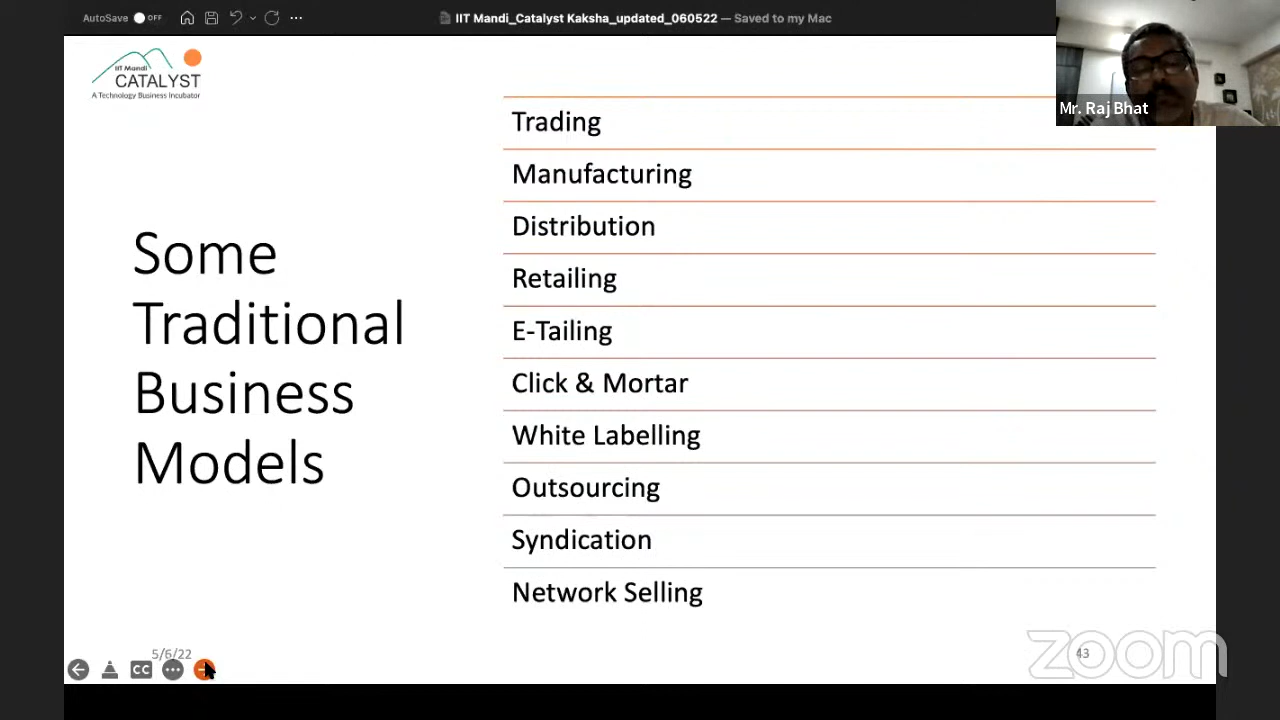 AutoSave OFF
IIT Mandi_Catalyst Kaksha_updated_060522 — Saved to my Mac
IIT Mandi
CATALYST
A Technology Business Incubator
Mr. Raj Bhat
Some
Traditional
Business
Models
Trading
Manufacturing
Distribution
Retailing
E-Tailing
Click & Mortar
White Labelling
Outsourcing
Syndication
Network Selling
5/6/22
CC
43
zoom